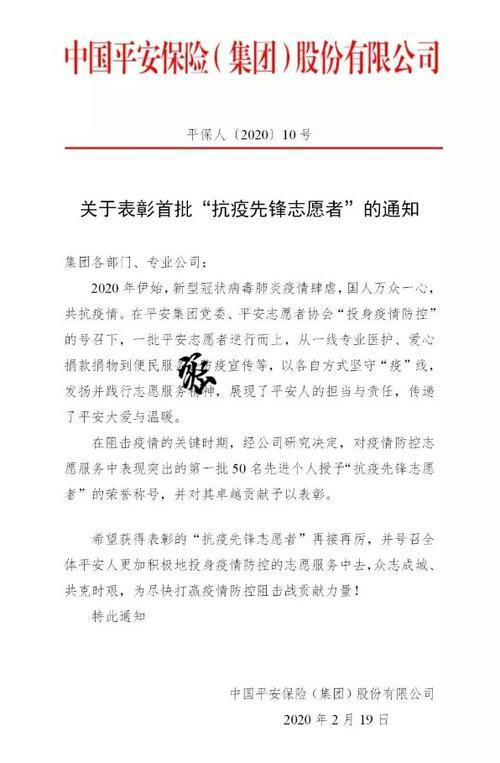 中国平安保险（集团）股份有限公司
平保人〔2020〕10号
关于表彰首批“抗疫先锋志愿者”的通知
集团各部门、专业公司：
2020年伊始，新型冠状病毒肺炎疫情肆虐，国人万众一心，
共抗疫情。在平安集团党委、平安志愿者协会“投身疫情防控”
的号召下，一批平安志愿者逆行而上，从一线专业医护、爱心
捐款捐物到便民服务、防疫宣传等，以各自方式坚守“疫”线，
发扬并践行志愿服务精神，展现了平安人的担当与责任，传递
了平安大爱与温暖。
在阻击疫情的关键时期，经公司研究决定，对疫情防控志
愿服务中表现突出的第一批50名先进个人授予“抗疫先锋志愿
者”的荣誉称号，并对其卓越贡献予以表彰。
希望获得表彰的“抗疫先锋志愿者”再接再厉，并号召全
体平安人更加积极地投身疫情防控的志愿服务中去，众志成城、
共克时艰，为尽快打赢疫情防控阻击战贡献力量！
特此通知
中国平安保险（集团）股份有限公司
2020年2月19日